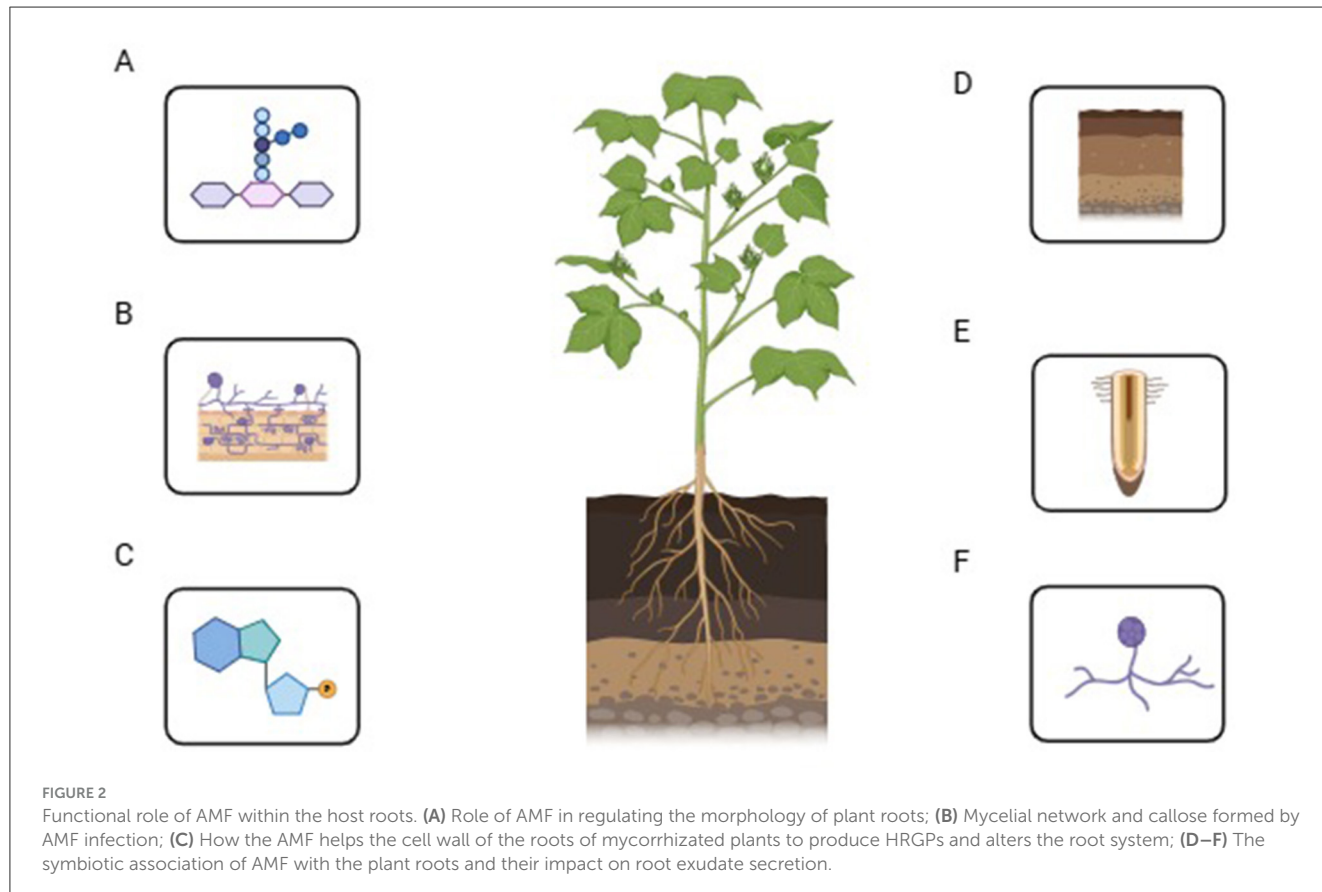 A
D
B
E
C
F
P
FIGURE 2
Functional role of AMF within the host roots. (A) Role of AMF in regulating the morphology of plant roots; (B) Mycelial network and callose formed by
AMF infection; (C) How the AMF helps the cell wall of the roots of mycorrhizated plants to produce HRGPs and alters the root system; (D–F) The
symbiotic association of AMF with the plant roots and their impact on root exudate secretion.